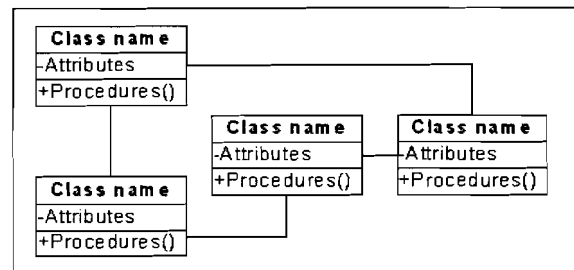 Class name
-Attributes
+Procedures()
Class name
-Attributes
+Procedures()
Class name
-Attributes
+Procedures()
Class name
-Attributes
+Procedures()